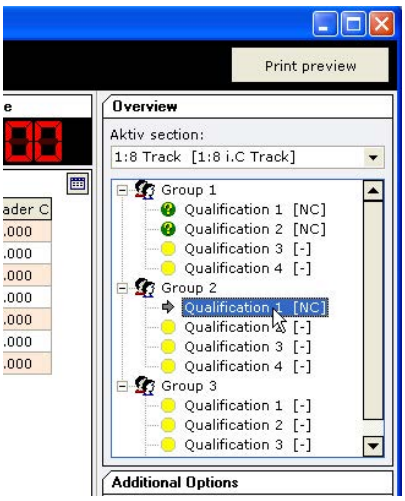 Print preview
e
Overview
Aktiv section:
00
1:8 Track [1:8 i.C Track]
Group 1
ader C
? Qualification 1 [NC]
.000
? Qualification 2 [NC]
.000
Qualification 3 [-]
.000
Qualification 4 [-]
Group 2
.000
Qualification 1 [NC]
.000
Qualification [-]
.000
Qualification 3 [-]
.000
Qualification 4 [-]
Group 3
Qualification 1 [-]
Qualification 2 [-]
Qualification 3 [-]
Additional Options